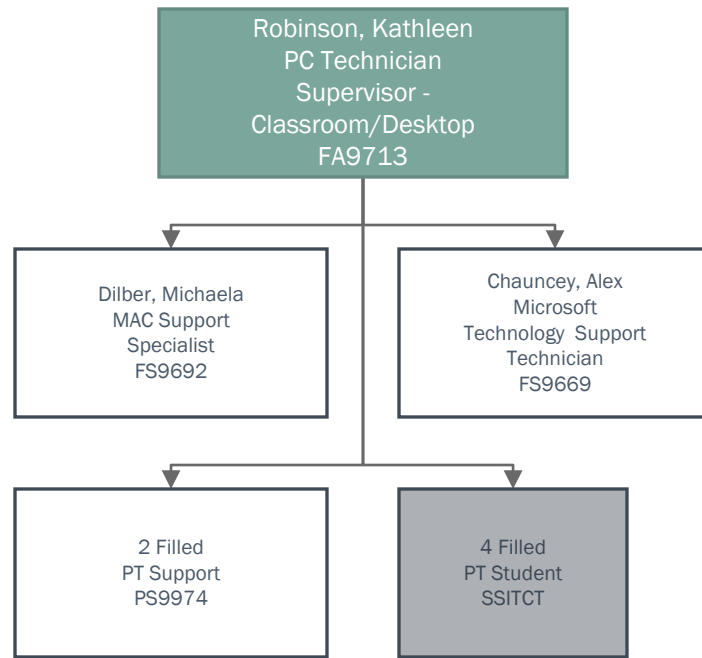 Robinson, Kathleen
PC Technician
Supervisor -
Classroom/Desktop
FA9713
Dilber, Michaela
MAC Support
Specialist
FS9692
Chauncey, Alex
Microsoft
Technology Support
Technician
FS9669
2 Filled
PT Support
PS9974
4 Filled
PT Student
SSITCT